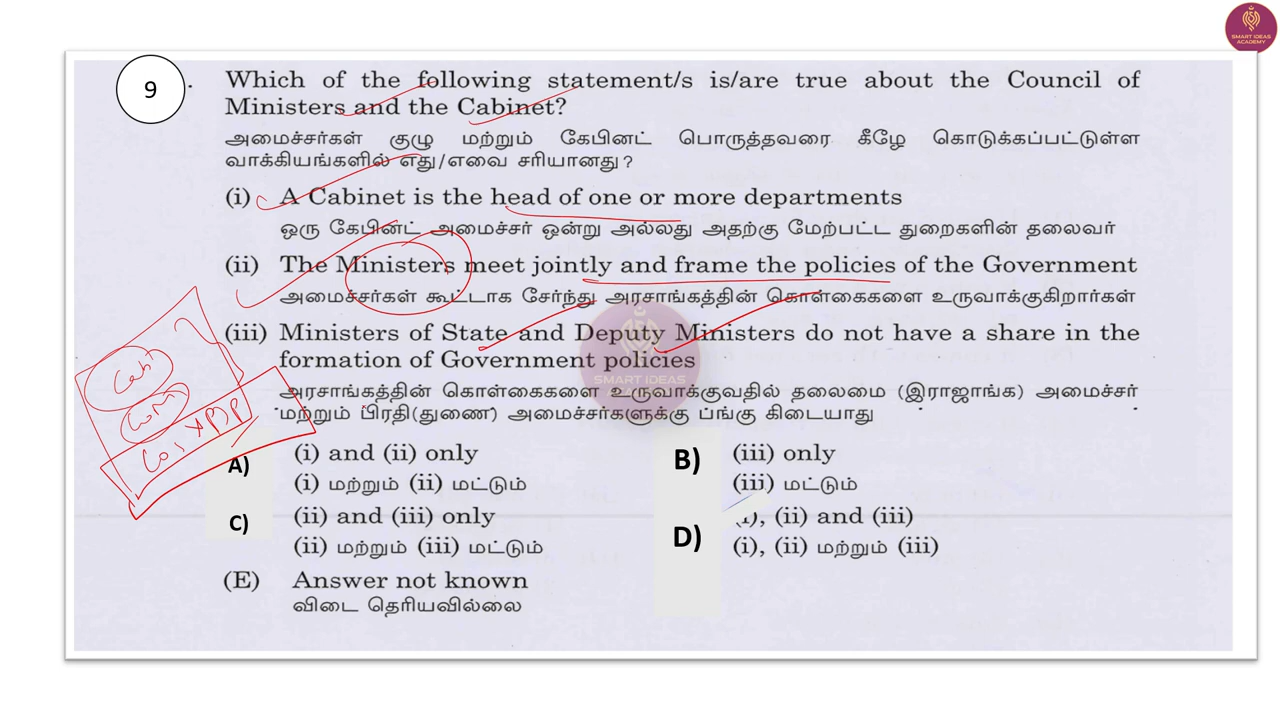 SMART IDEAS
ACADEMY
9
Which of the following statement/s is/are true about the Council of
Ministers and the Cabinet?
அமைச்சர்கள் குழு மற்றும் கேபினட் பொருத்தவரை கீழே கொடுக்கப்பட்டுள்ள
வாக்கியங்களில் எது/எவை சரியானது?
(i) A Cabinet is the head of one or more departments
ஒரு கேபினட் அமைச்சர் ஒன்று அல்லது அதற்கு மேற்பட்ட துறைகளின் தலைவர்
(ii) The Ministers meet jointly and frame the policies of the Government
அமைச்சர்கள் கூட்டாக சேர்ந்து அரசாங்கத்தின் கொள்கைகளை உருவாக்குகிறார்கள்
(iii) Ministers of State and Deputy Ministers do not have a share in the
formation of Government policies
SMART IDEAS
அரசாங்கத்தின் கொள்கைகளை உருவாக்குவதில் தலைமை (இராஜாங்க) அமைச்சர்
மற்றும் பிரதி(துணை) அமைச்சர்களுக்கு பங்கு கிடையாது
A) (i) and (ii) only
(i) மற்றும் (ii) மட்டும்
B) (iii) only
(iii) மட்டும்
C) (ii) and (iii) only
(ii) மற்றும் (iii) மட்டும்
D) (i), (ii) and (iii)
(i), (ii) மற்றும் (iii)
(E) Answer not known
விடை தெரியவில்லை